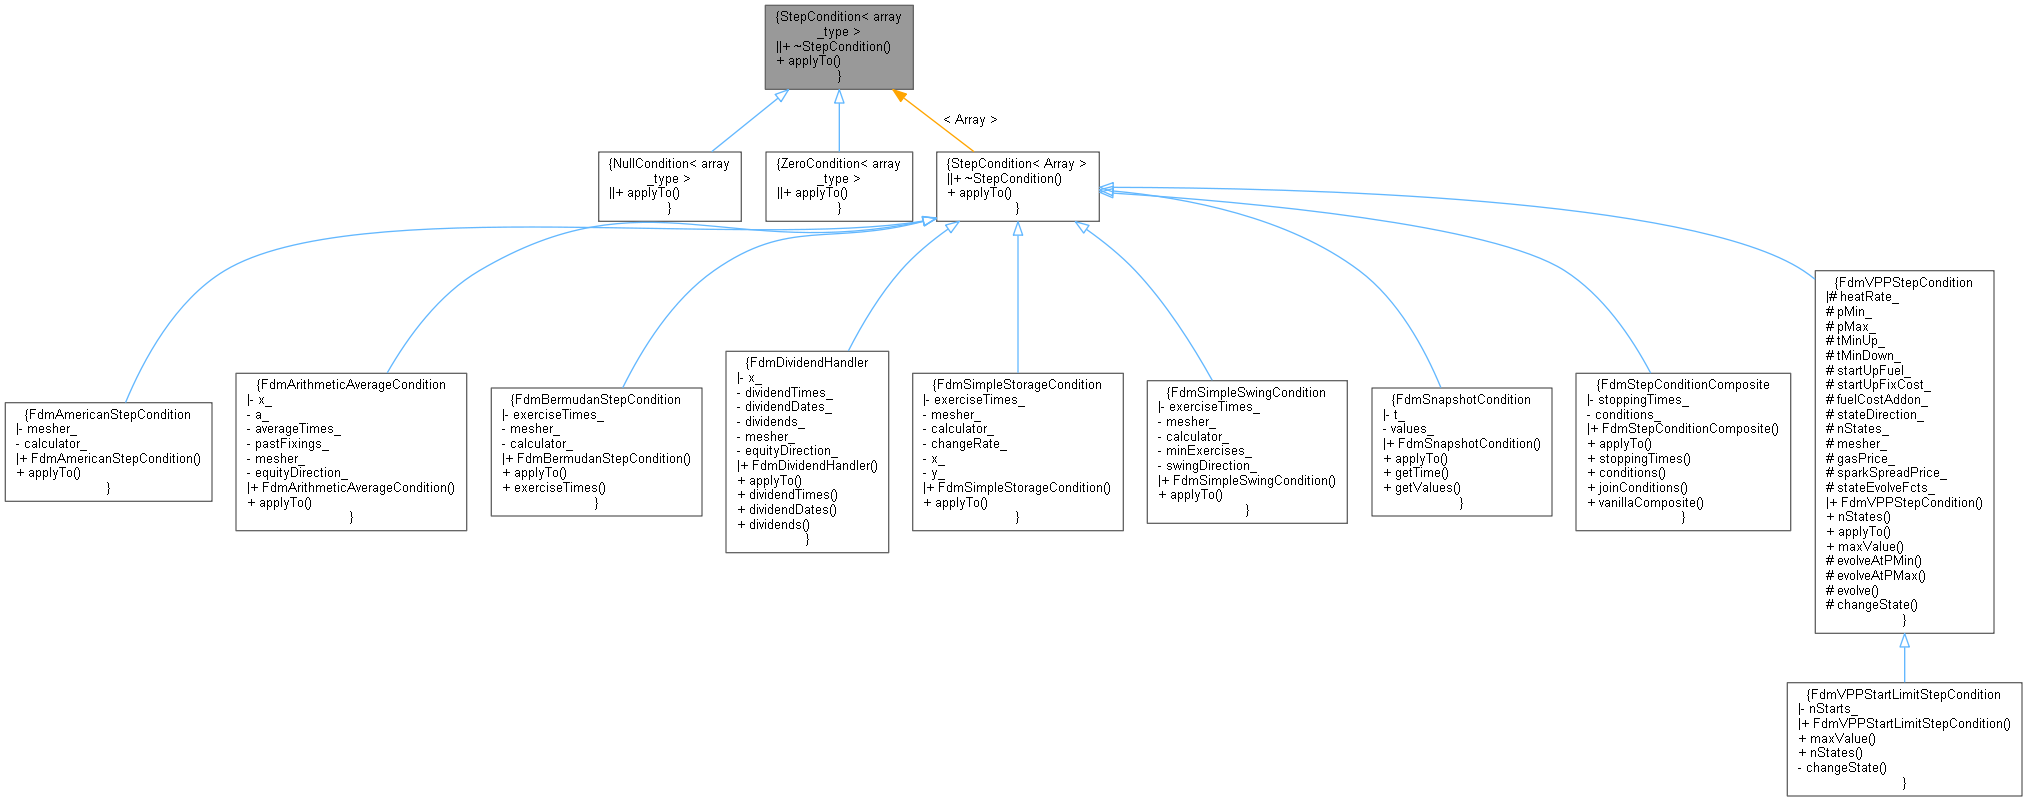 {StepCondition< array
_type >
||+ ~StepCondition()
+ applyTo()
}
< Array >
{NullCondition< array
_type >
||+ applyTo()
}
{ZeroCondition< array
_type >
||+ applyTo()
}
{StepCondition< Array >
||+ ~StepCondition()
+ applyTo()
}
{FdmAmericanStepCondition
|- mesher_
- calculator_
|+ FdmAmericanStepCondition()
+ applyTo()
}
{FdmArithmeticAverageCondition
|- x_
- a_
- averageTimes_
- pastFixings_
- mesher_
- equityDirection_
|+ FdmArithmeticAverageCondition()
+ applyTo()
}
{FdmBermudanStepCondition
|- exerciseTimes_
- mesher_
- calculator_
|+ FdmBermudanStepCondition()
+ applyTo()
+ exerciseTimes()
}
{FdmDividendHandler
|- x_
- dividendTimes_
- dividendDates_
- dividends_
- mesher_
- equityDirection_
|+ FdmDividendHandler()
+ applyTo()
+ dividendTimes()
+ dividendDates()
+ dividends()
}
{FdmSimpleStorageCondition
|- exerciseTimes_
- mesher_
- calculator_
- changeRate_
- x_
- y_
|+ FdmSimpleStorageCondition()
+ applyTo()
}
{FdmSimpleSwingCondition
|- exerciseTimes_
- mesher_
- calculator_
- minExercises_
- swingDirection_
|+ FdmSimpleSwingCondition()
+ applyTo()
}
{FdmSnapshotCondition
|- t_
- values_
|+ FdmSnapshotCondition()
+ applyTo()
+ getTime()
+ getValues()
}
{FdmStepConditionComposite
|- stoppingTimes_
- conditions_
|+ FdmStepConditionComposite()
+ applyTo()
+ stoppingTimes()
+ conditions()
+ joinConditions()
+ vanillaComposite()
}
{FdmVPPStepCondition
|# heatRate_
# pMin_
# pMax_
# tMinUp_
# tMinDown_
# startUpFuel_
# startUpFixCost_
# fuelCostAddon_
# stateDirection_
# nStates_
# mesher_
# gasPrice_
# sparkSpreadPrice_
# stateEvolveFcts_
|+ FdmVPPStepCondition()
+ nStates()
+ applyTo()
+ maxValue()
# evolveAtPMin()
# evolveAtPMax()
# evolve()
# changeState()
}
{FdmVPPStartLimitStepCondition
|- nStarts_
|+ FdmVPPStartLimitStepCondition()
+ maxValue()
+ nStates()
- changeState()
}